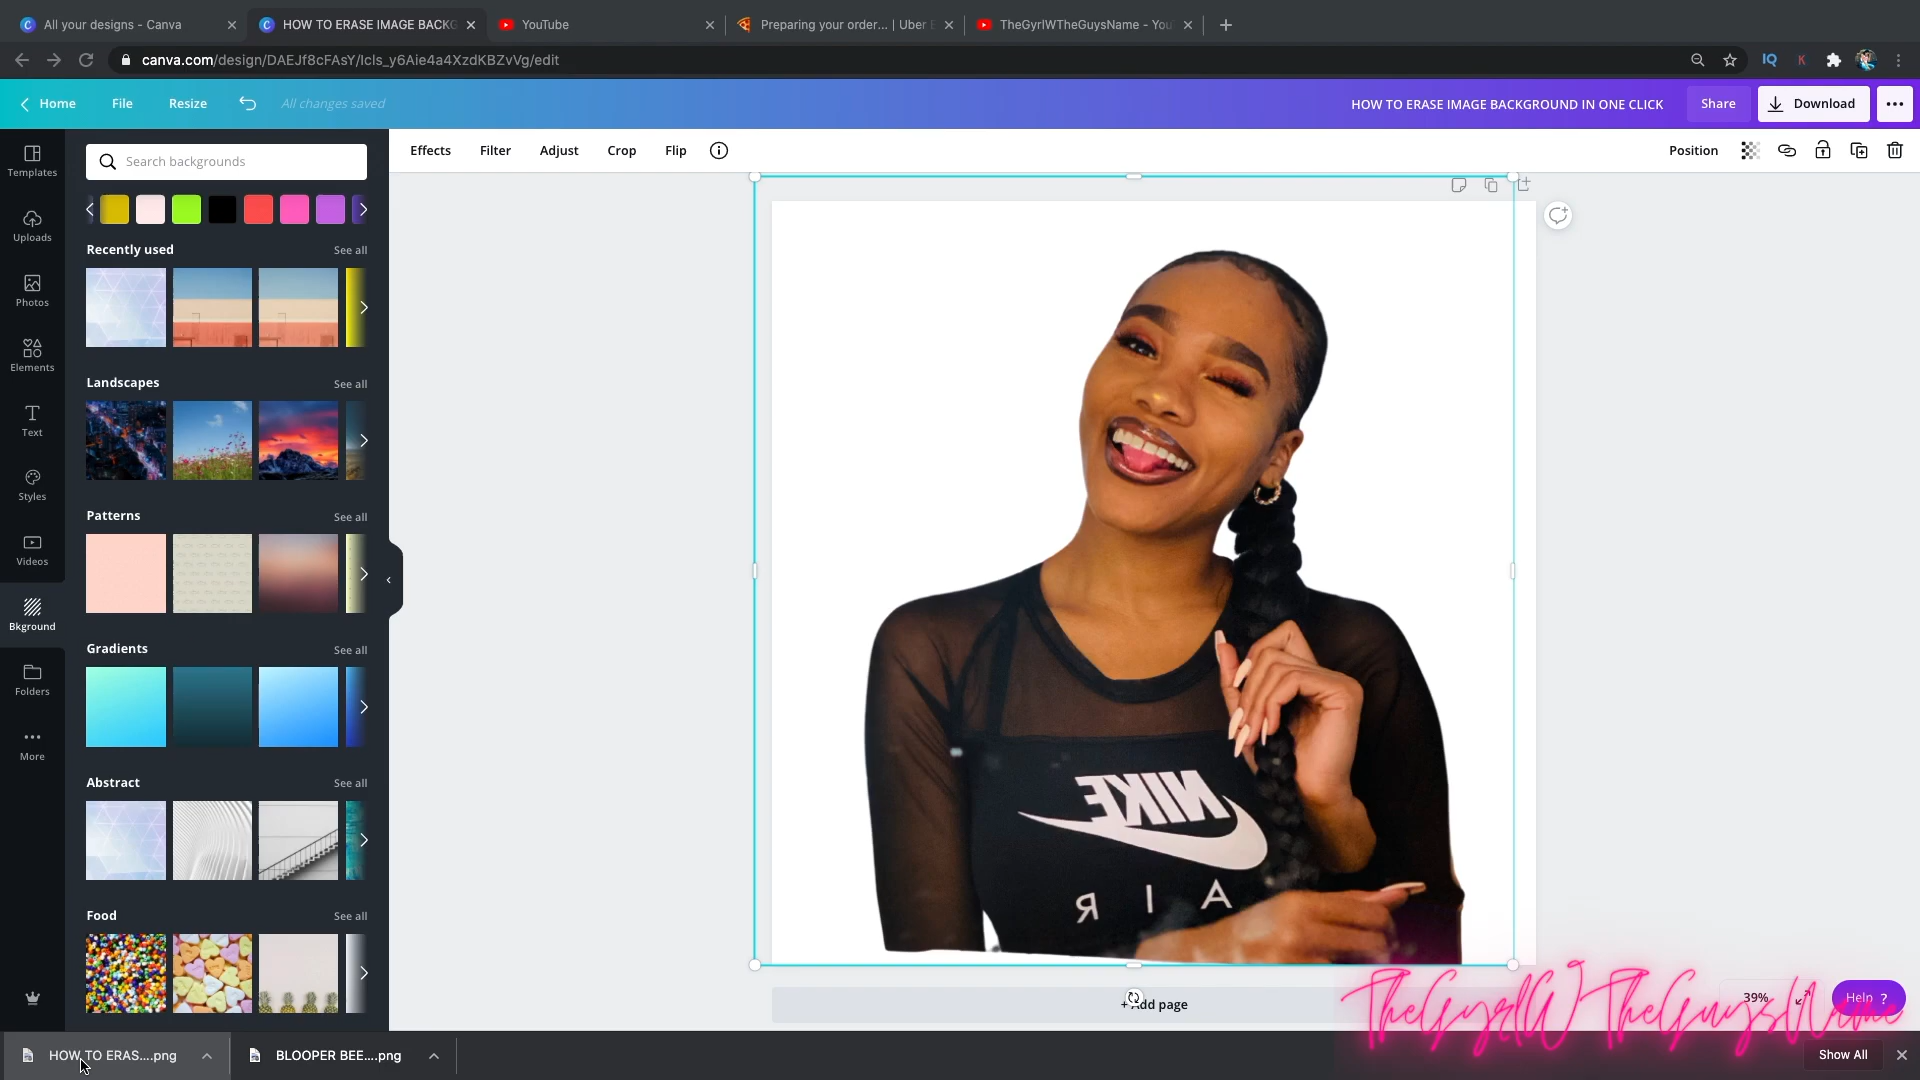 All your designs - Canva
HOW TO ERASE IMAGE BACKG
YouTube
Preparing your order... | Uber E
TheGyrlWTheGuysName - You
canva.com/design/DAEJf8cFAsY/Icls_y6Aie4a4XzdKBZvVg/edit
IQ
K
Home
File
Resize
All changes saved
HOW TO ERASE IMAGE BACKGROUND IN ONE CLICK
Share
Download
Effects
Filter
Adjust
Crop
Flip
Position
Templates
Uploads
Photos
Elements
Text
Styles
Videos
Bkground
Folders
More
Search backgrounds
Recently used
See all
Landscapes
See all
Patterns
See all
Gradients
See all
Abstract
See all
Food
See all
NIKE
AIR
+ Add page
39%
Help ?
TheGyrlWTheGuysName
HOW TO ERAS....png
BLOOPER BEE....png
Show All